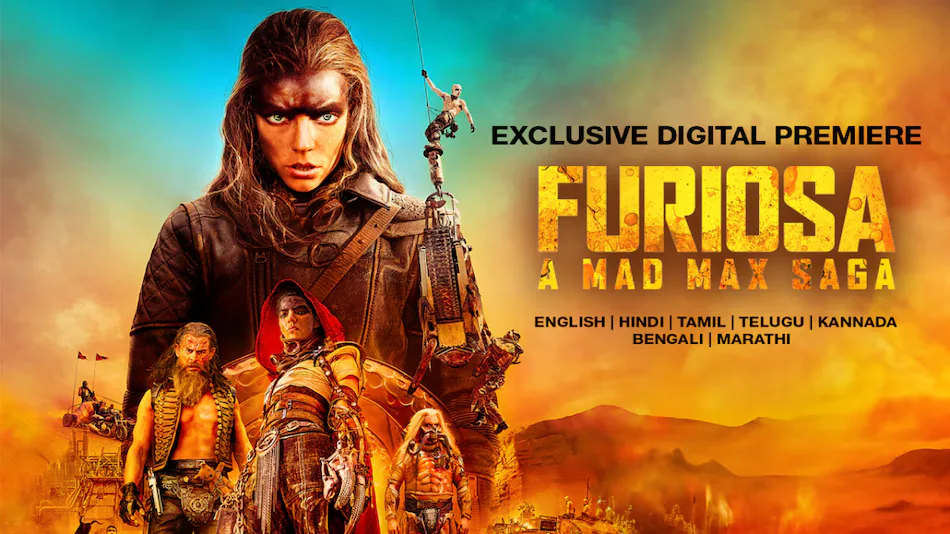 EXCLUSIVE DIGITAL PREMIERE
FURIOSA
A MAD MAX SAGA
ENGLISH | HINDI | TAMIL | TELUGU | KANNADA
BENGALI | MARATHI